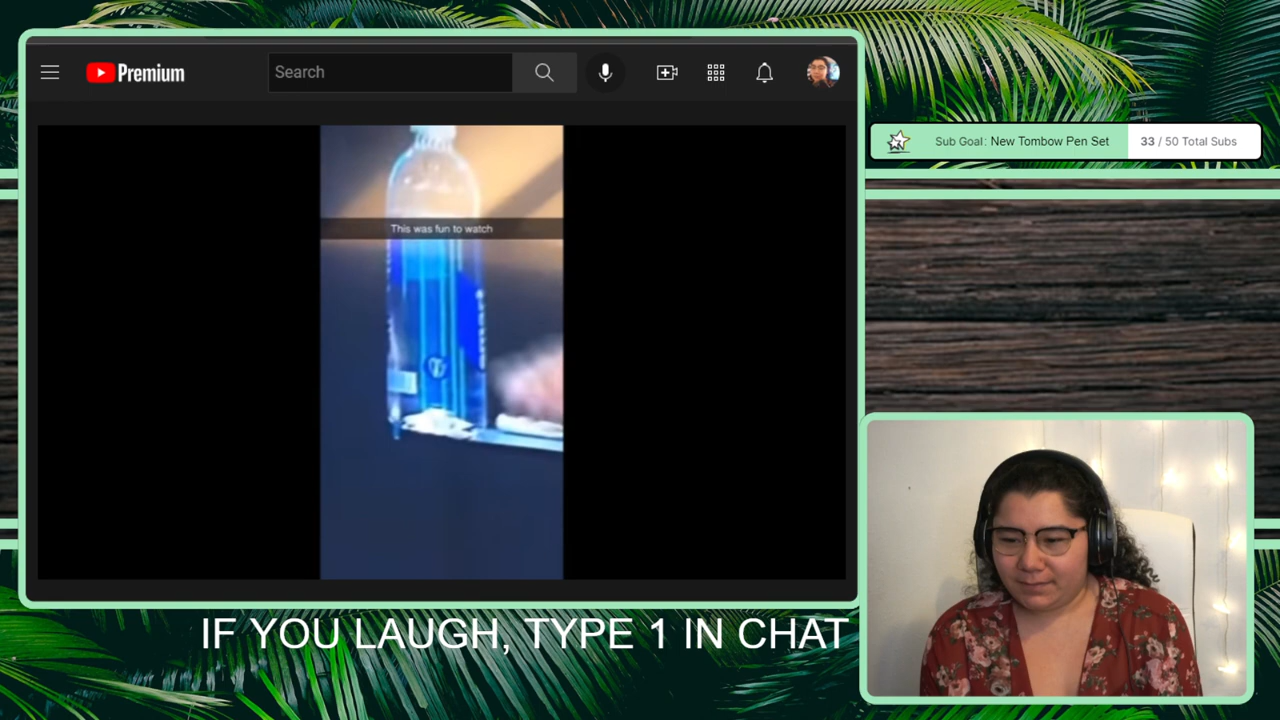 Premium
Search
Sub Goal: New Tombow Pen Set
33 / 50 Total Subs
This was fun to watch
IF YOU LAUGH, TYPE 1 IN CHAT